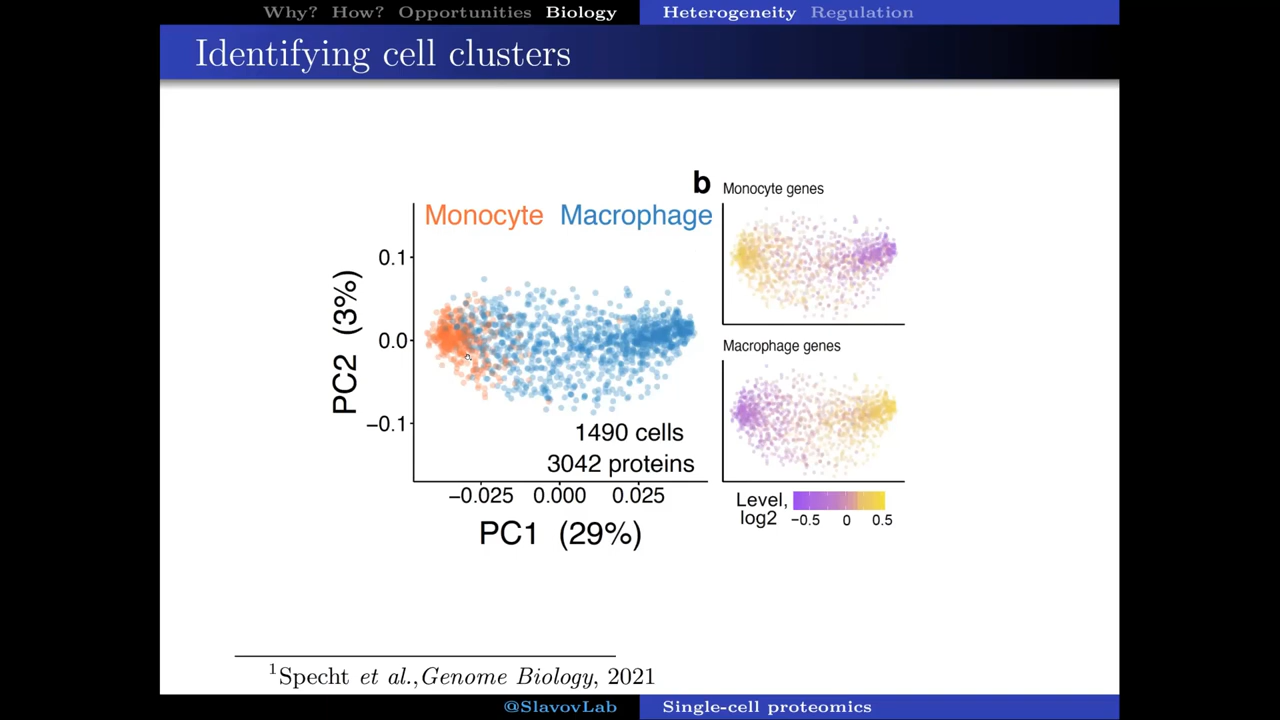 Why? How? Opportunities Biology Heterogeneity Regulation
Identifying cell clusters
Monocyte Macrophage
PC2 (3%)
0.1
0.0
−0.1
1490 cells
3042 proteins
−0.025 0.000 0.025
PC1 (29%)
b
Monocyte genes
Macrophage genes
Level,
log2
−0.5 0 0.5
1Specht et al.,Genome Biology, 2021
@SlavovLab Single-cell proteomics